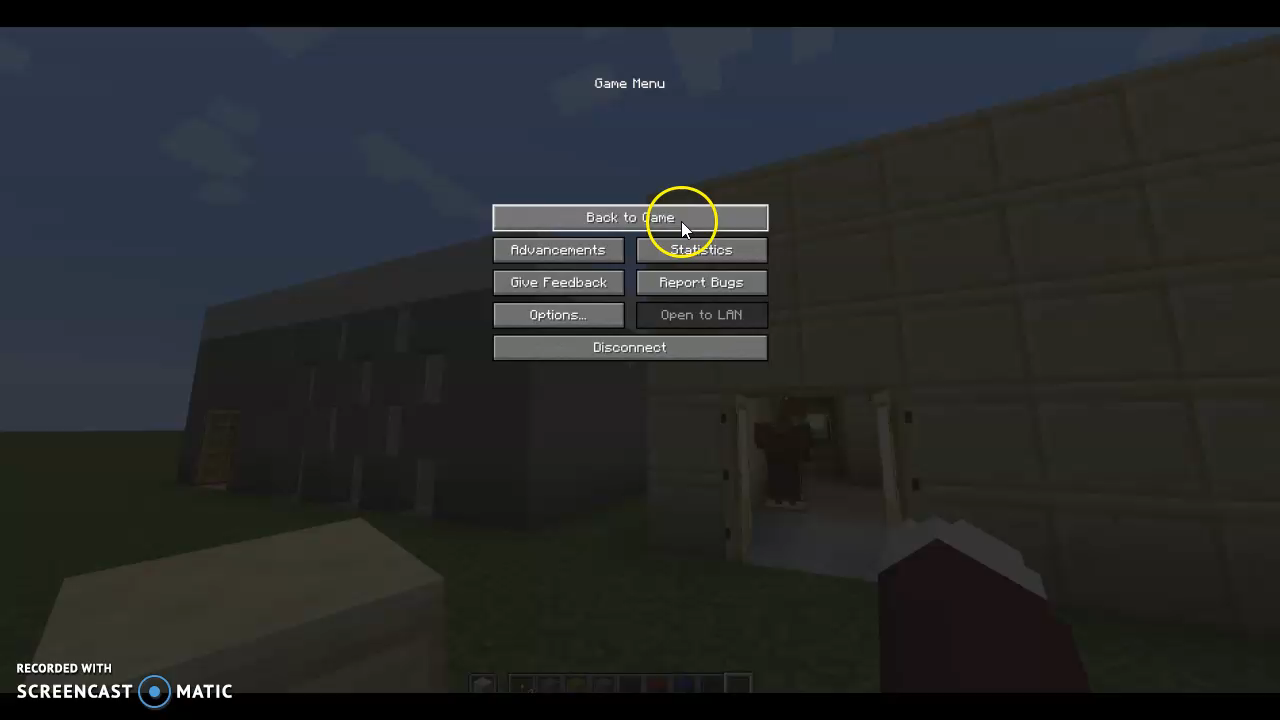 Game Menu
Back to Game
Advancements Statistics
Give Feedback Report Bugs
Options... Open to LAN
Disconnect
RECORDED WITH
SCREENCAST MATIC